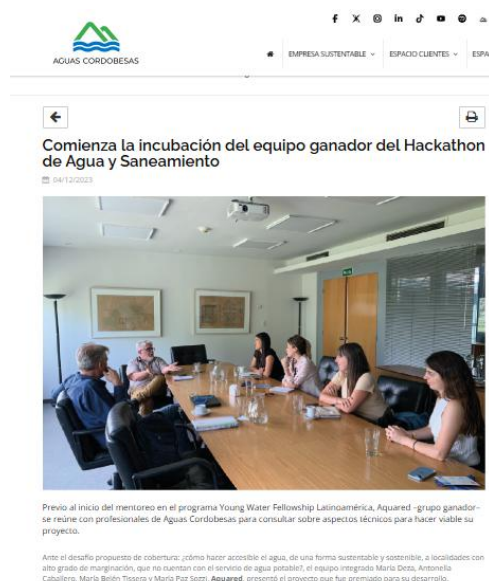 AGUAS CORDOBESAS
EMPRESA SUSTENTABLE
ESPACIO CLIENTES
ESPA
Comienza la incubación del equipo ganador del Hackathon
de Agua y Saneamiento
04/12/2023
Previo al inicio del mentoreo en el programa Young Water Fellowship Latinoamérica, Aquared –grupo ganador–
se reúne con profesionales de Aguas Cordobesas para consultar sobre aspectos técnicos para hacer viable su
proyecto.
Ante el desafío propuesto de cobertura: ¿cómo hacer accesible el agua, de una forma sustentable y sostenible, a localidades con
alto grado de marginación, que no cuentan con el servicio de agua potable?, el equipo integrado María Deza, Antonella
Caballero, María Belén Tissera y María Paz Sozzi, Aquared, presentó el proyecto que fue premiado para su desarrollo.